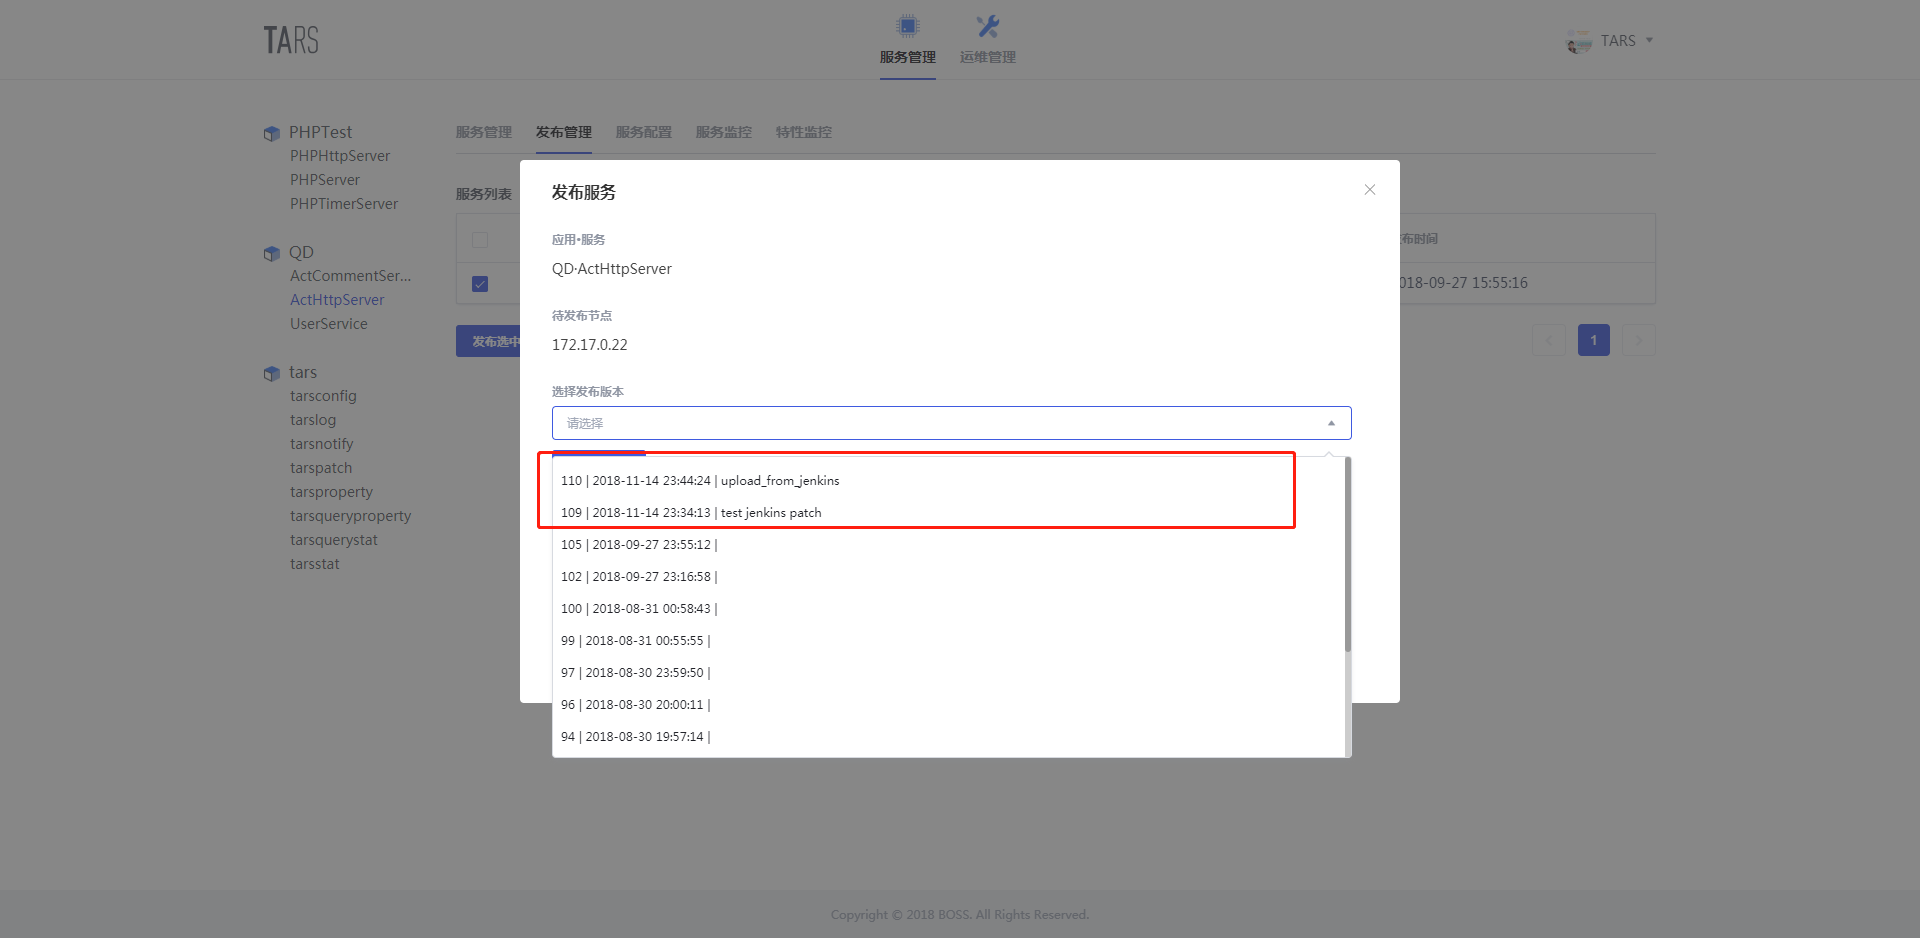 TARS
服务管理
运维管理
TARS
PHPTest
PHPHttpServer
PHPServer
PHPTimerServer
QD
ActCommentSer...
ActHttpServer
UserService
tars
tarsconfig
tarslog
tarsnotify
tarspatch
tarsproperty
tarsqueryproperty
tarsquerystat
tarsstat
服务管理 发布管理 服务配置 服务监控 特性监控
服务列表
布时间
018-09-27 15:55:16
发布选中
1
发布服务
应用•服务
QD·ActHttpServer
待发布节点
172.17.0.22
选择发布版本
请选择
110 | 2018-11-14 23:44:24 | upload_from_jenkins
109 | 2018-11-14 23:34:13 | test jenkins patch
105 | 2018-09-27 23:55:12 |
102 | 2018-09-27 23:16:58 |
100 | 2018-08-31 00:58:43 |
99 | 2018-08-31 00:55:55 |
97 | 2018-08-30 23:59:50 |
96 | 2018-08-30 20:00:11 |
94 | 2018-08-30 19:57:14 |
Copyright © 2018 BOSS. All Rights Reserved.